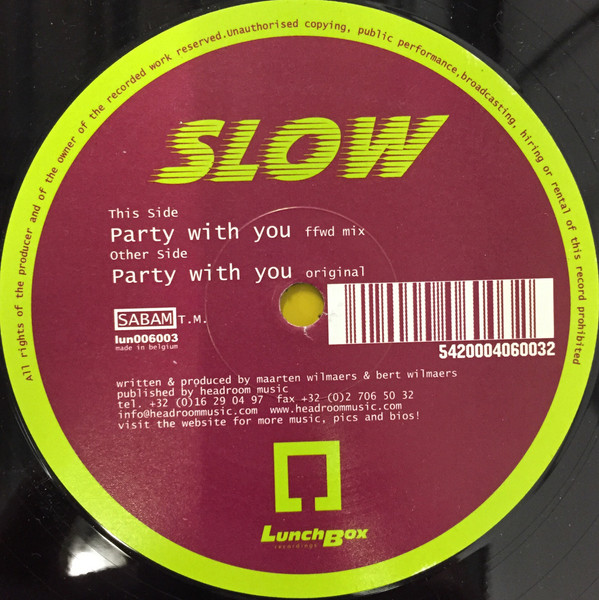 All rights of the producer and of the owner of the recorded work reserved.Unauthorised copying, public performance,broadcasting, hiring or rental of this record prohibited
SLOW
This Side
Party with you ffwd mix
Other Side
Party with you original
SABAM T.M.
lun006003
made in belgium
5420004060032
written & produced by maarten wilmaers & bert wilmaers
published by headroom music
tel. +32 (0)16 29 04 97 fax +32 (0)2 706 50 32
info@headroommusic.com www.headroommusic.com
visit the website for more music, pics and bios!
LunchBox
recordings